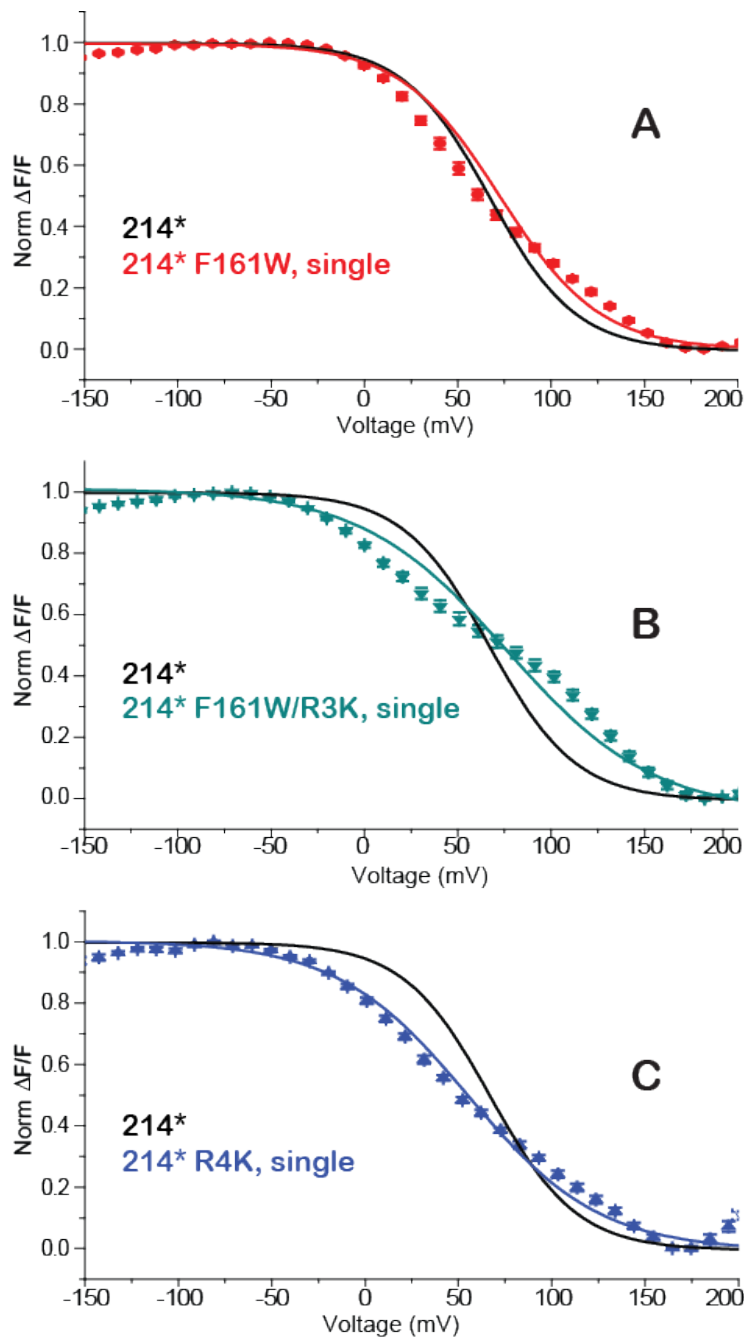 1.0
0.8
0.6
0.4
0.2
0.0
Norm ΔF/F
A
214*
214* F161W, single
-150 -100 -50 0 50 100 150 200
Voltage (mV)
1.0
0.8
0.6
0.4
0.2
0.0
Norm ΔF/F
B
214*
214* F161W/R3K, single
-150 -100 -50 0 50 100 150 200
Voltage (mV)
1.0
0.8
0.6
0.4
0.2
0.0
Norm ΔF/F
C
214*
214* R4K, single
-150 -100 -50 0 50 100 150 200
Voltage (mV)